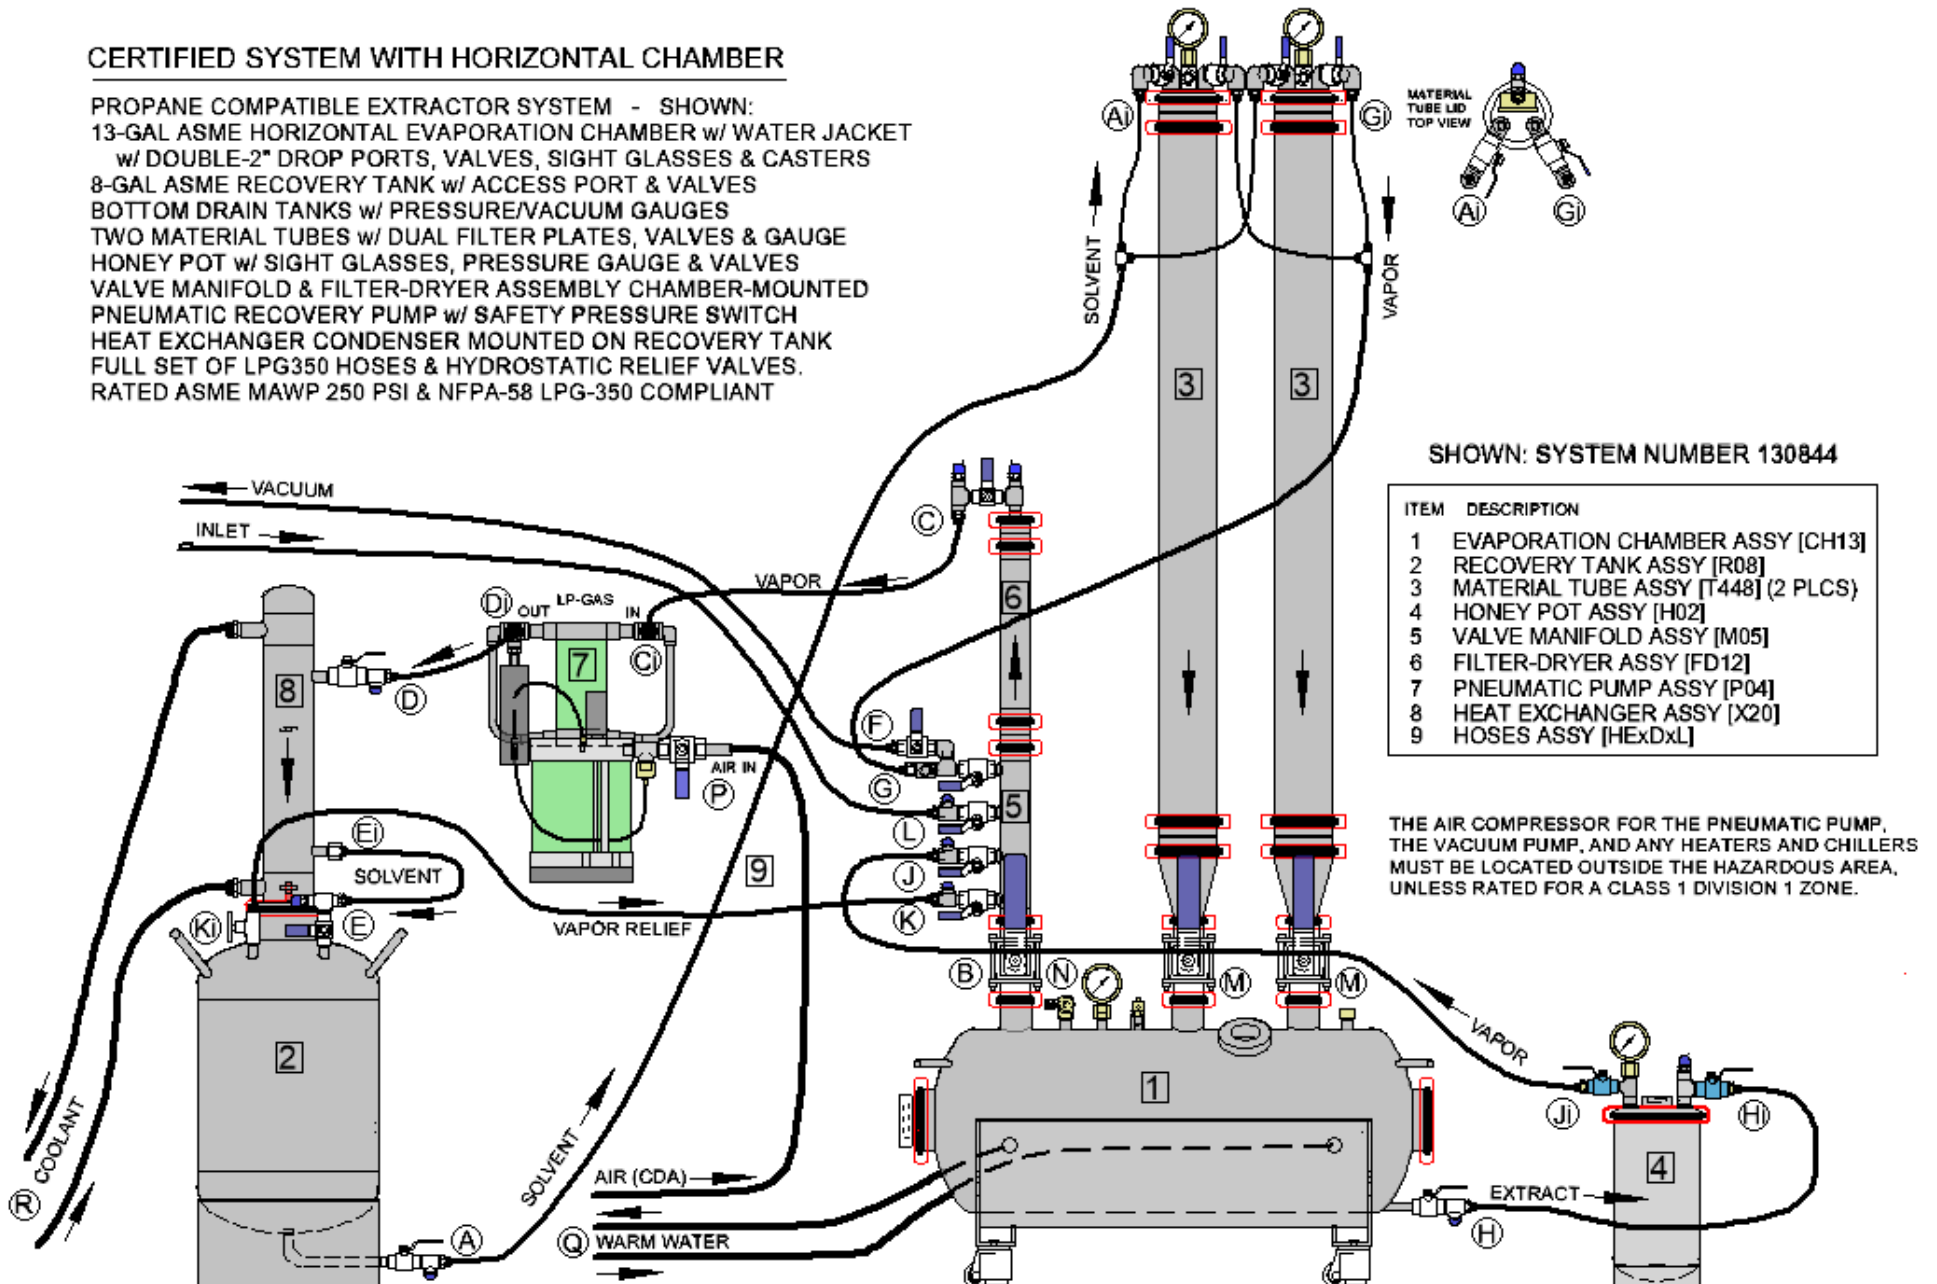 CERTIFIED SYSTEM WITH HORIZONTAL CHAMBER
PROPANE COMPATIBLE EXTRACTOR SYSTEM - SHOWN:
13-GAL ASME HORIZONTAL EVAPORATION CHAMBER w/ WATER JACKET
w/ DOUBLE-2" DROP PORTS, VALVES, SIGHT GLASSES & CASTERS
8-GAL ASME RECOVERY TANK w/ ACCESS PORT & VALVES
BOTTOM DRAIN TANKS w/ PRESSURE/VACUUM GAUGES
TWO MATERIAL TUBES w/ DUAL FILTER PLATES, VALVES & GAUGE
HONEY POT w/ SIGHT GLASSES, PRESSURE GAUGE & VALVES
VALVE MANIFOLD & FILTER-DRYER ASSEMBLY CHAMBER-MOUNTED
PNEUMATIC RECOVERY PUMP w/ SAFETY PRESSURE SWITCH
HEAT EXCHANGER CONDENSER MOUNTED ON RECOVERY TANK
FULL SET OF LPG350 HOSES & HYDROSTATIC RELIEF VALVES.
RATED ASME MAWP 250 PSI & NFPA-58 LPG-350 COMPLIANT
Ai
Gi
MATERIAL
TUBE LID
TOP VIEW
Ai
Gi
SOLVENT
VAPOR
3
3
SHOWN: SYSTEM NUMBER 130844
ITEM DESCRIPTION
1 EVAPORATION CHAMBER ASSY [CH13]
2 RECOVERY TANK ASSY [R08]
3 MATERIAL TUBE ASSY [T448] (2 PLCS)
4 HONEY POT ASSY [H02]
5 VALVE MANIFOLD ASSY [M05]
6 FILTER-DRYER ASSY [FD12]
7 PNEUMATIC PUMP ASSY [P04]
8 HEAT EXCHANGER ASSY [X20]
9 HOSES ASSY [HExDxL]
THE AIR COMPRESSOR FOR THE PNEUMATIC PUMP,
THE VACUUM PUMP, AND ANY HEATERS AND CHILLERS
MUST BE LOCATED OUTSIDE THE HAZARDOUS AREA,
UNLESS RATED FOR A CLASS 1 DIVISION 1 ZONE.
VACUUM
INLET
C
VAPOR
6
Di
OUT
LP-GAS
IN
Ci
7
8
D
F
AIR IN
P
G
5
L
Ei
SOLVENT
9
J
K
Ki
E
VAPOR RELIEF
B
N
M
M
2
1
VAPOR
Ji
Hi
4
COOLANT
R
SOLVENT
AIR (CDA)
EXTRACT
H
A
Q
WARM WATER